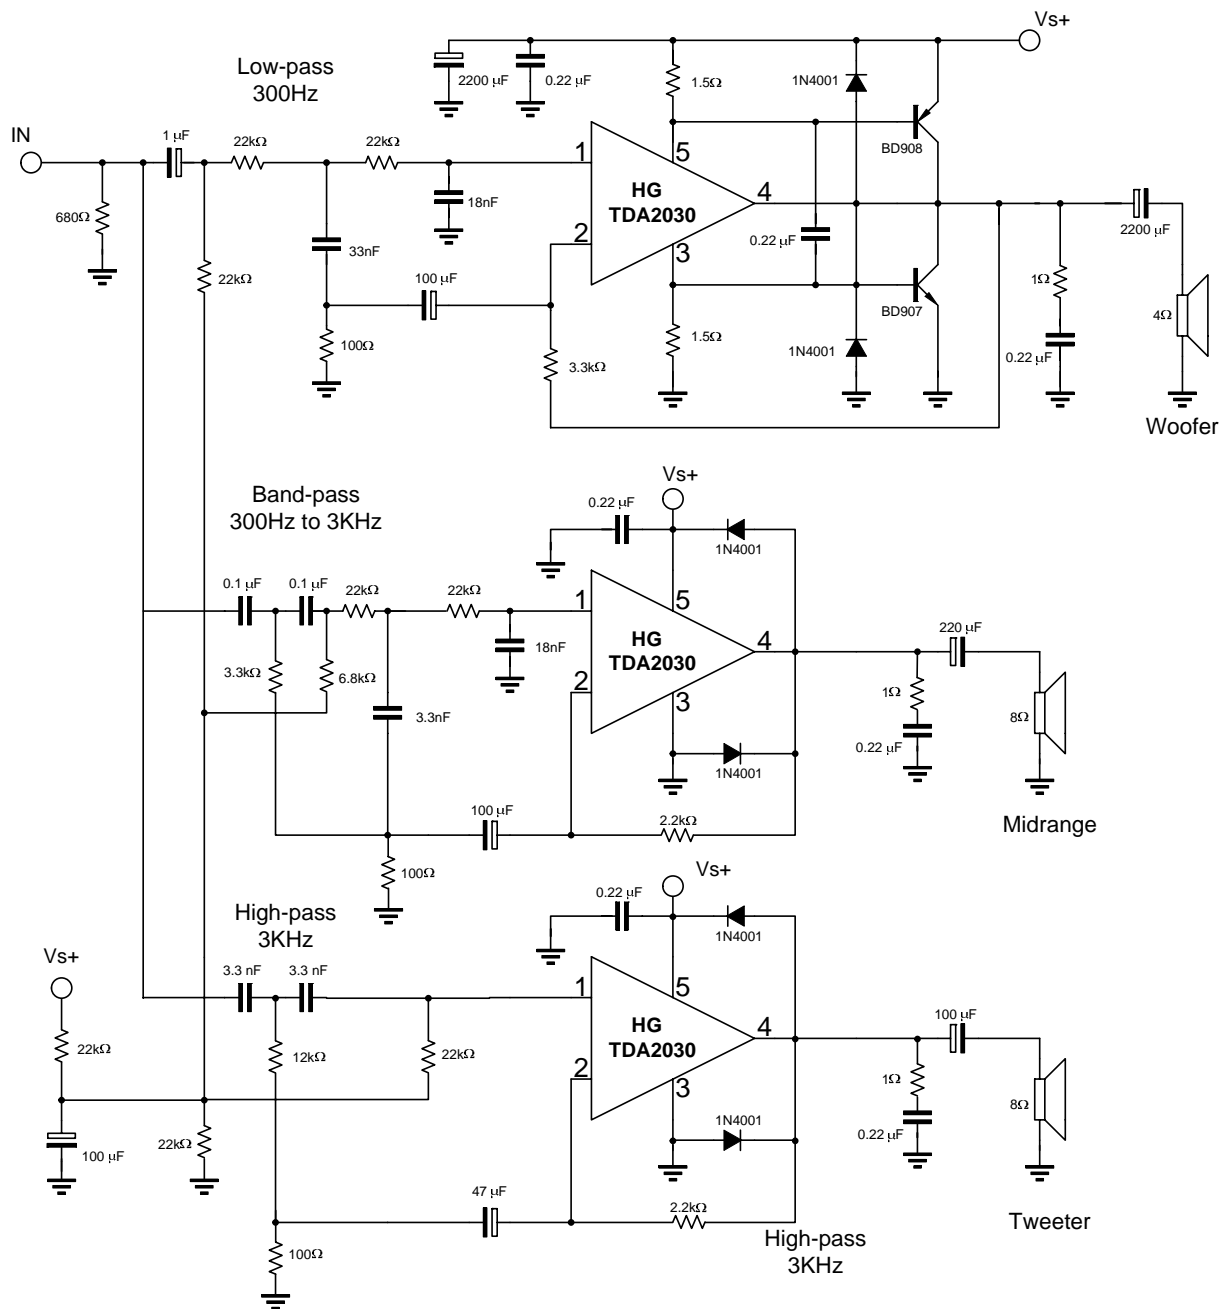 Vs+
Low-pass
300Hz
2200 µF
0.22 µF
1.5Ω
1N4001
IN
1 µF
22kΩ
22kΩ
1
5
HG
TDA2030
4
BD908
680Ω
18nF
2
3
0.22 µF
2200 µF
33nF
22kΩ
100 µF
BD907
1Ω
4Ω
100Ω
3.3kΩ
1.5Ω
1N4001
0.22 µF
Woofer
Vs+
Band-pass
300Hz to 3KHz
0.22 µF
1N4001
0.1 µF
0.1 µF
22kΩ
22kΩ
1
5
HG
TDA2030
4
220 µF
18nF
3.3kΩ
6.8kΩ
2
3
1Ω
8Ω
3.3nF
0.22 µF
1N4001
100 µF
2.2kΩ
Midrange
100Ω
Vs+
High-pass
3KHz
0.22 µF
1N4001
Vs+
3.3 nF
3.3 nF
1
5
HG
TDA2030
4
100 µF
22kΩ
12kΩ
22kΩ
2
3
1Ω
8Ω
1N4001
0.22 µF
22kΩ
100 µF
47 µF
2.2kΩ
Tweeter
High-pass
3KHz
100Ω